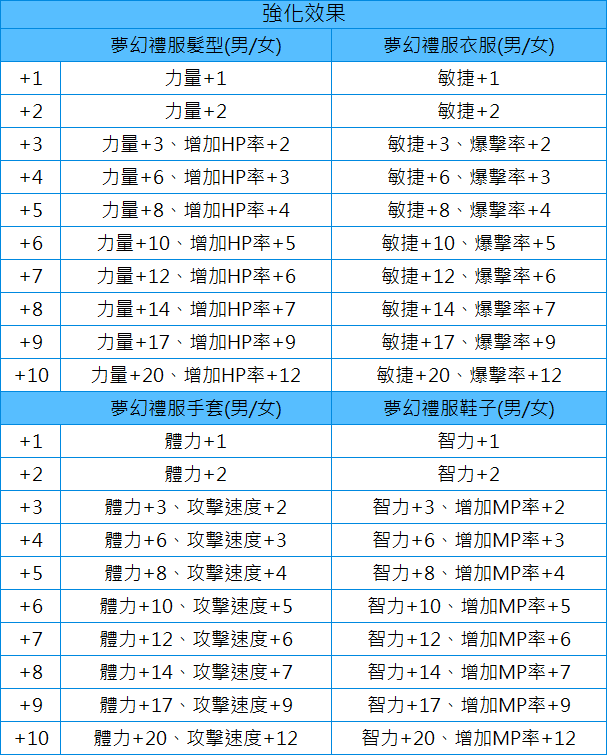 強化效果
夢幻禮服髮型(男/女) 夢幻禮服衣服(男/女)
+1 力量+1 敏捷+1
+2 力量+2 敏捷+2
+3 力量+3、增加HP率+2 敏捷+3、爆擊率+2
+4 力量+6、增加HP率+3 敏捷+6、爆擊率+3
+5 力量+8、增加HP率+4 敏捷+8、爆擊率+4
+6 力量+10、增加HP率+5 敏捷+10、爆擊率+5
+7 力量+12、增加HP率+6 敏捷+12、爆擊率+6
+8 力量+14、增加HP率+7 敏捷+14、爆擊率+7
+9 力量+17、增加HP率+9 敏捷+17、爆擊率+9
+10 力量+20、增加HP率+12 敏捷+20、爆擊率+12
夢幻禮服手套(男/女) 夢幻禮服鞋子(男/女)
+1 體力+1 智力+1
+2 體力+2 智力+2
+3 體力+3、攻擊速度+2 智力+3、增加MP率+2
+4 體力+6、攻擊速度+3 智力+6、增加MP率+3
+5 體力+8、攻擊速度+4 智力+8、增加MP率+4
+6 體力+10、攻擊速度+5 智力+10、增加MP率+5
+7 體力+12、攻擊速度+6 智力+12、增加MP率+6
+8 體力+14、攻擊速度+7 智力+14、增加MP率+7
+9 體力+17、攻擊速度+9 智力+17、增加MP率+9
+10 體力+20、攻擊速度+12 智力+20、增加MP率+12